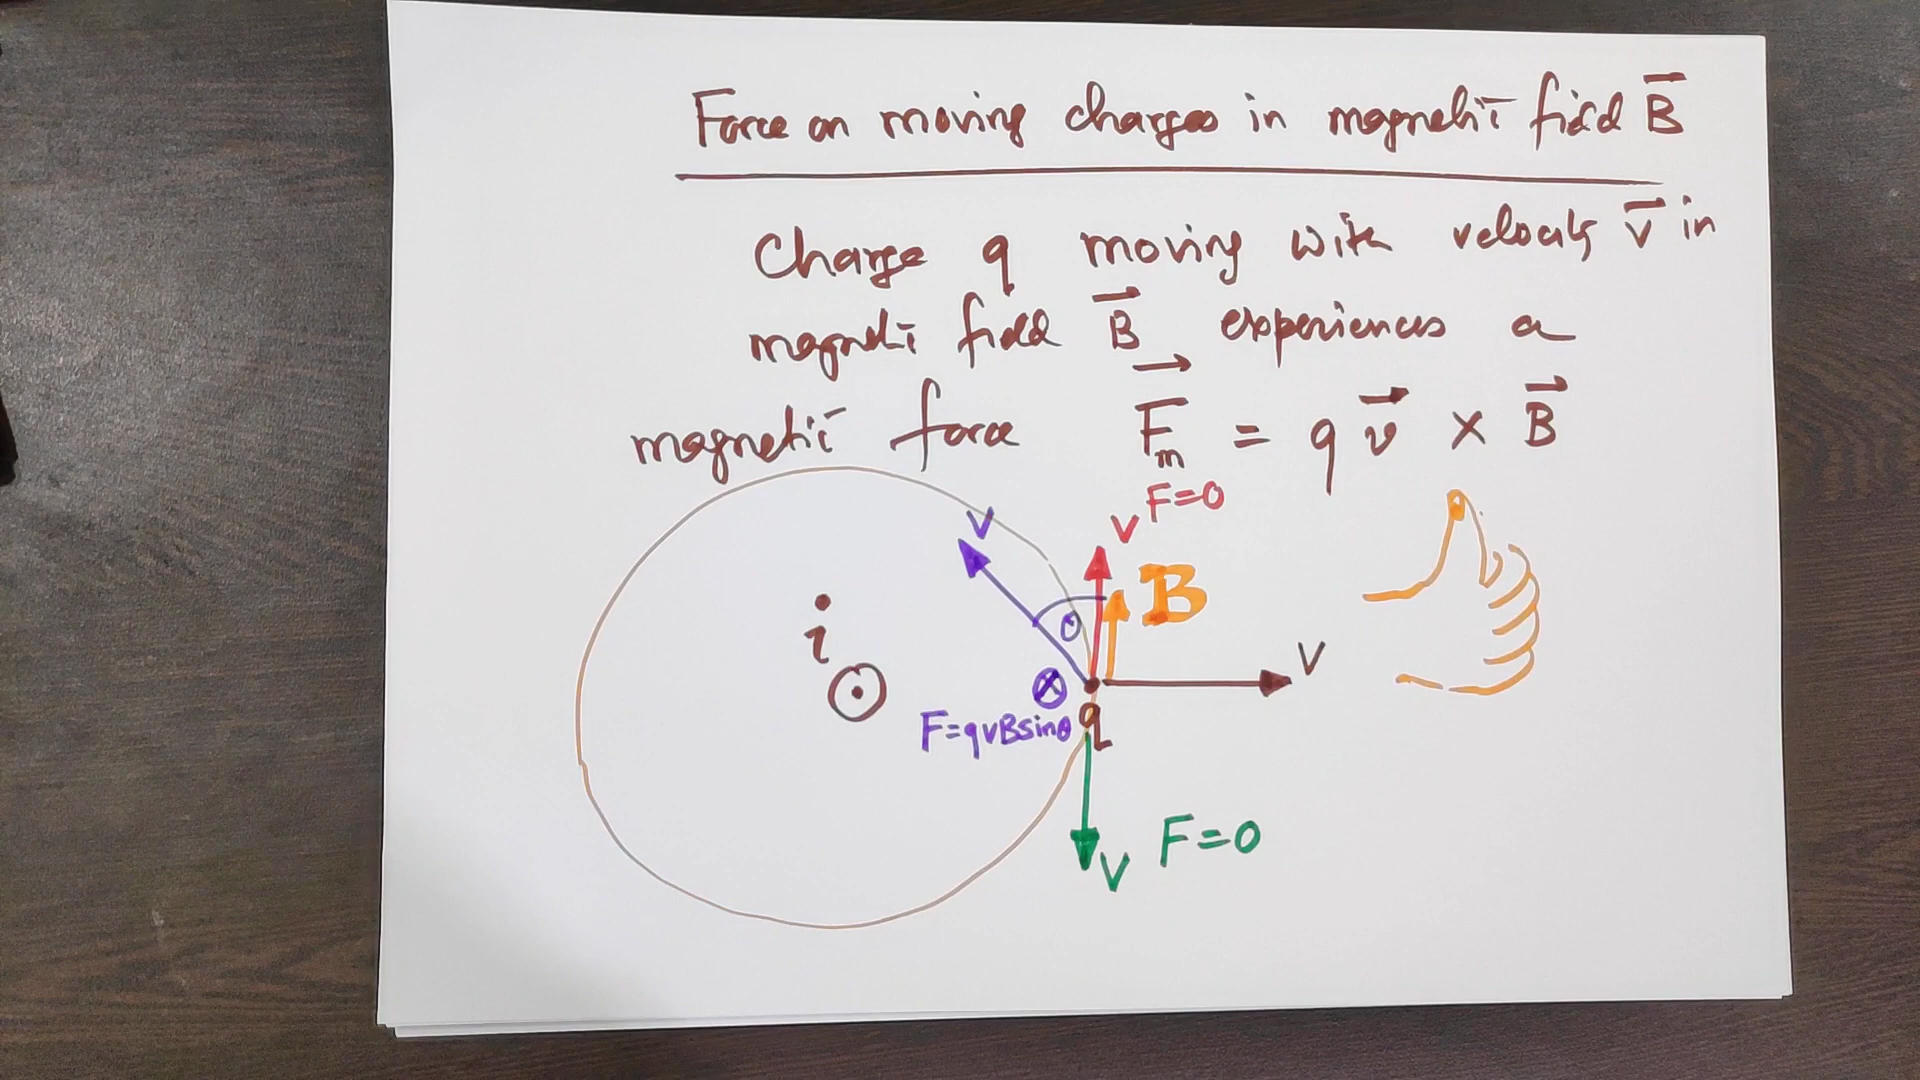 Force on moving charges in magnetic field B
Charge q moving with velocity v in
magnetic field B experiences a
magnetic force Fm = q v × B
F=0
V
V
B
i
θ
V
q
F=qvBsinθ
F=0
V